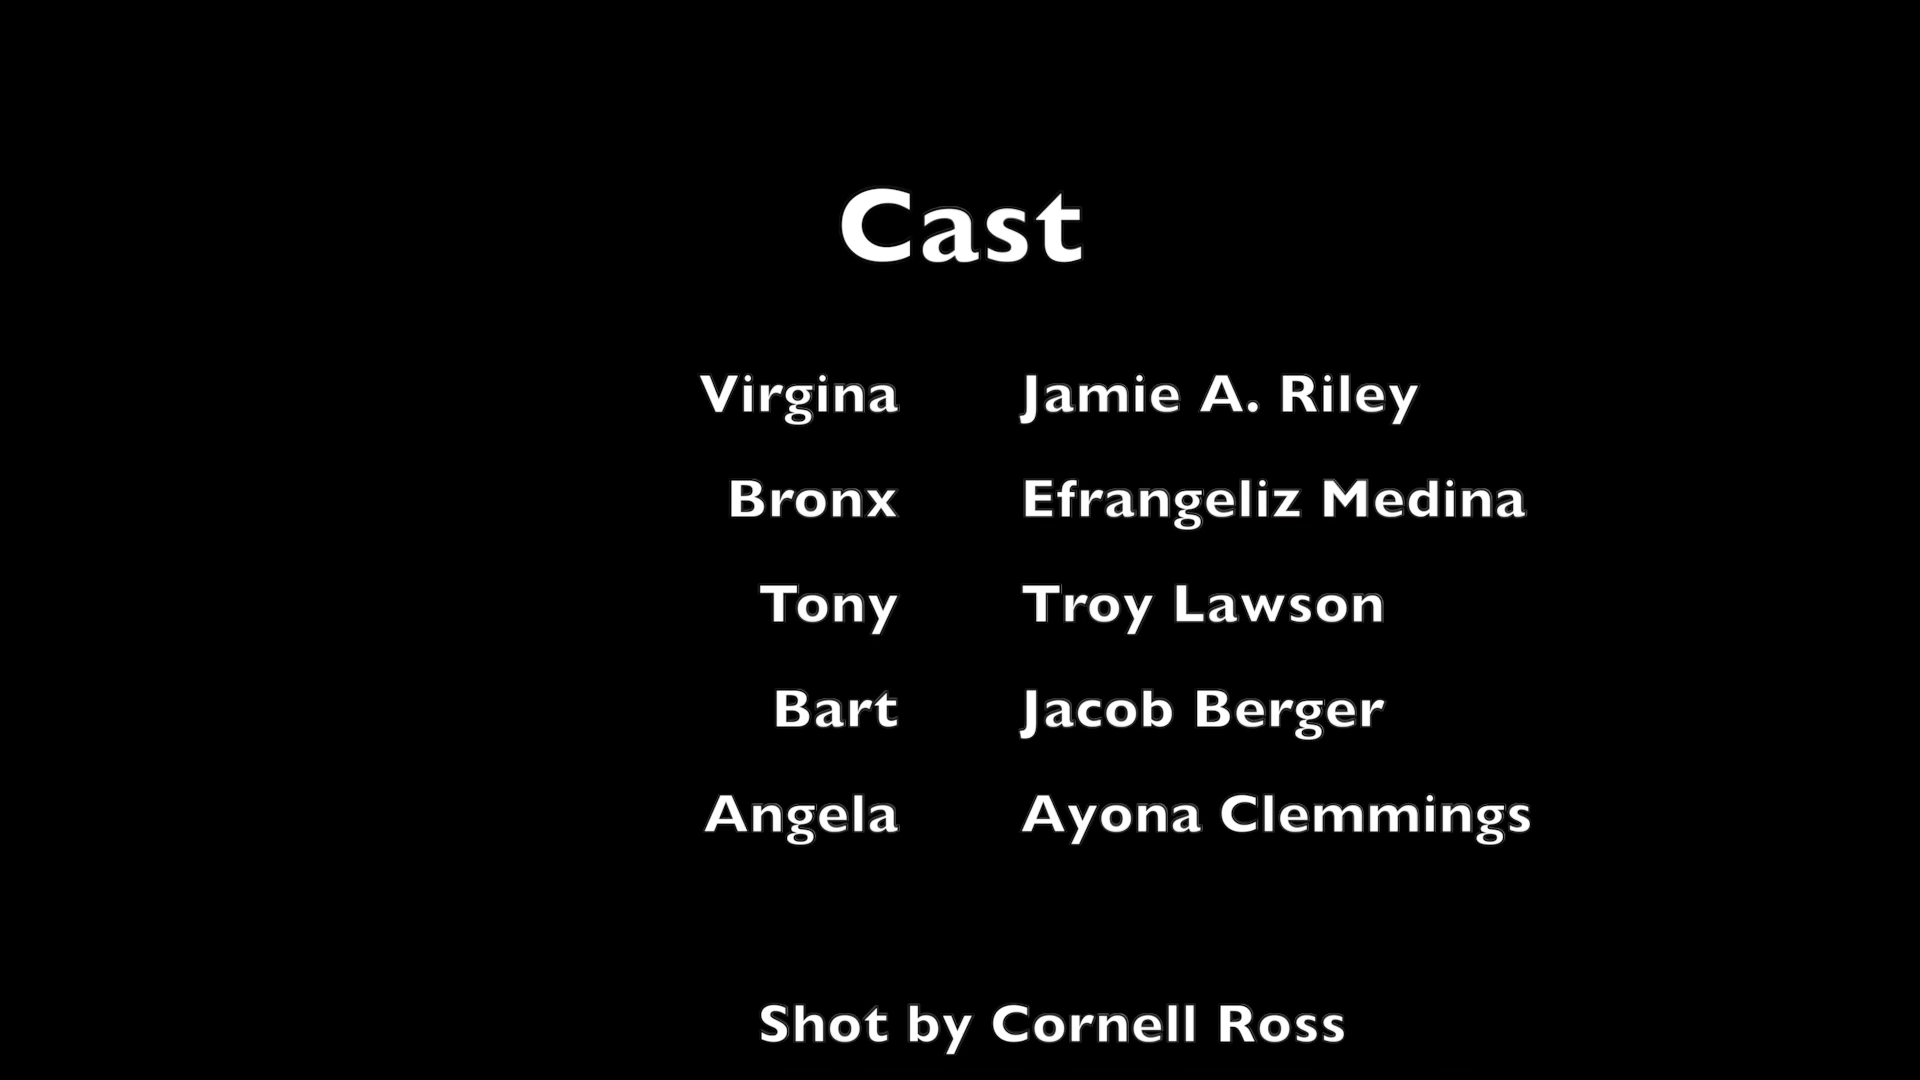 Cast
Virgina Jamie A. Riley
Bronx Efrangeliz Medina
Tony Troy Lawson
Bart Jacob Berger
Angela Ayona Clemmings
Shot by Cornell Ross